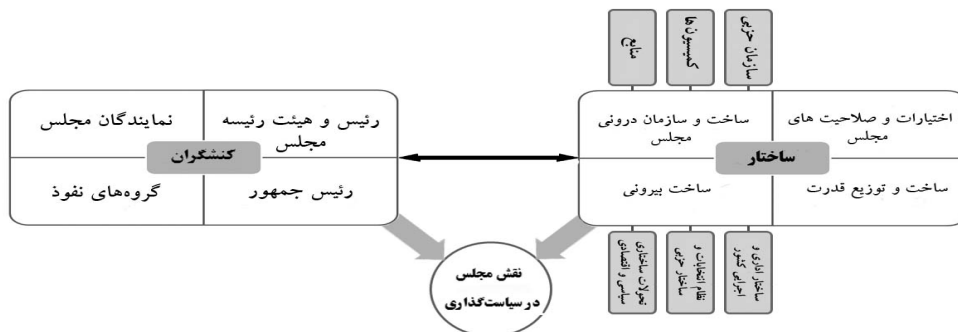 سازمان حزبی
کمیسیون‌ها
منابع
اختیارات و صلاحیت های
مجلس
ساخت و سازمان درونی
مجلس
ساختار
ساخت و توزیع قدرت
ساخت بیرونی
ساختار اداری و
اجرایی کشور
نظام انتخابات و
ساختار حزبی
تحولات ساختاری
سیاسی و اقتصادی
رئیس و هیئت رئیسه
مجلس
نمایندگان مجلس
کنشگران
رئیس جمهور
گروه‌های نفوذ
نقش مجلس
در سیاست‌گذاری